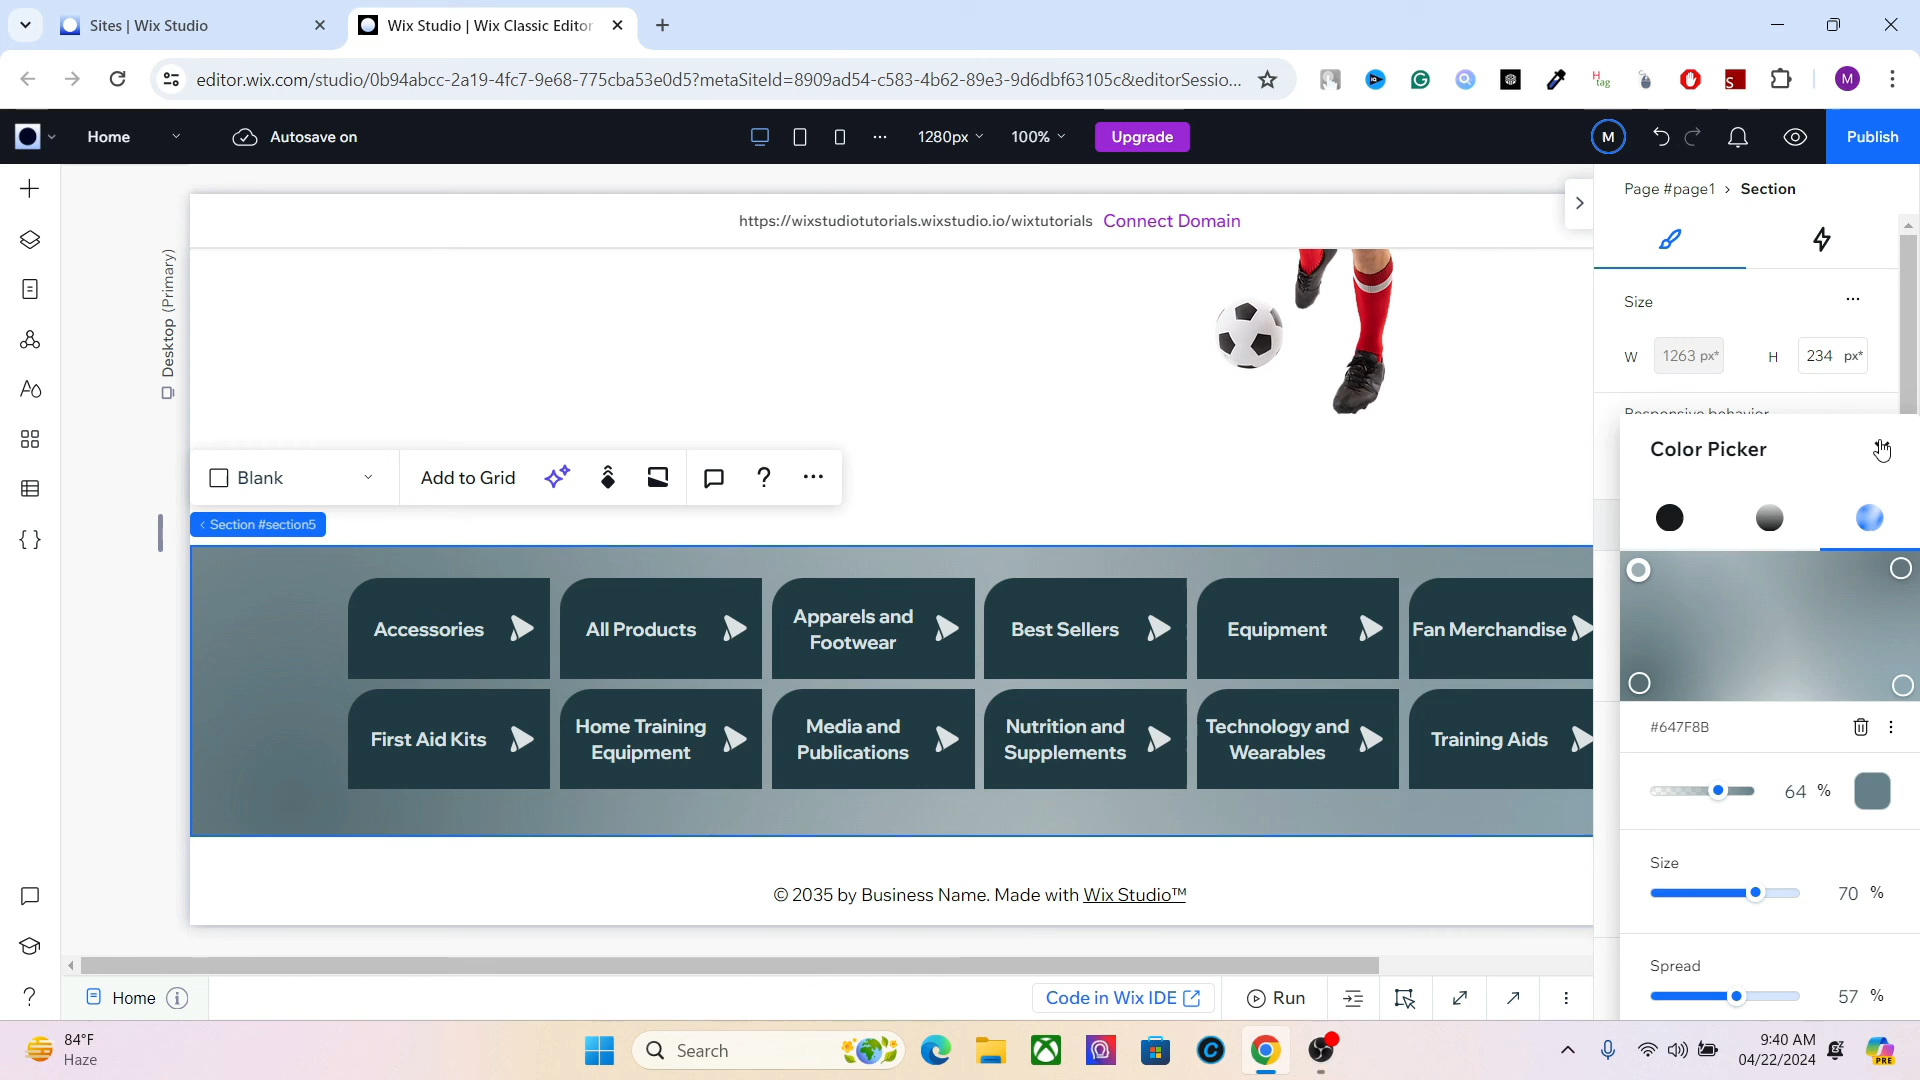 Sites | Wix Studio
Wix Studio | Wix Classic Editor
editor.wix.com/studio/0b94abcc-2a19-4fc7-9e68-775cba53e0d5?metaSiteId=8909ad54-c583-4b62-89e3-9d6dbf63105c&editorSessio...
Home
Autosave on
1280px
100%
Upgrade
M
Publish
Page #page1 > Section
https://wixstudiotutorials.wixstudio.io/wixtutorials Connect Domain
Desktop (Primary)
Size
W 1263 px* H 234 px*
Responsive behavior
Color Picker
Blank
Add to Grid
Section #section5
Accessories
All Products
Apparels and
Footwear
Best Sellers
Equipment
Fan Merchandise
First Aid Kits
Home Training
Equipment
Media and
Publications
Nutrition and
Supplements
Technology and
Wearables
Training Aids
#647F8B
64 %
Size
70 %
Spread
57 %
© 2035 by Business Name. Made with Wix Studio™
Home
Code in Wix IDE
Run
84°F
Haze
Search
9:40 AM
04/22/2024
PRE